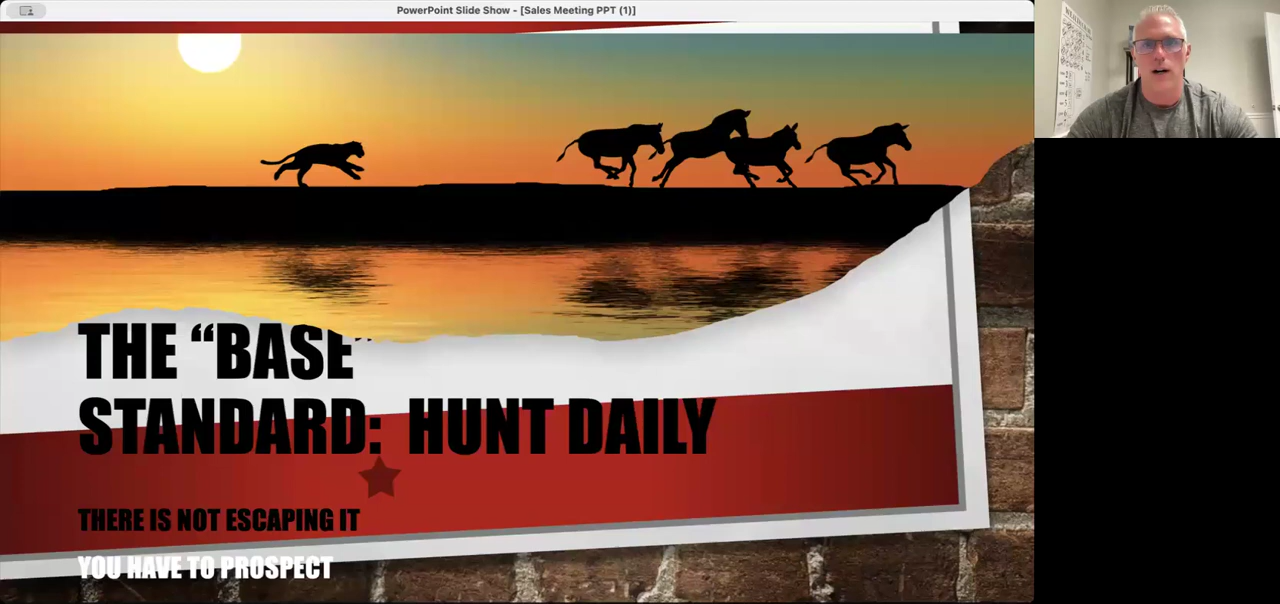 PowerPoint Slide Show - [Sales Meeting PPT (1)]
THE “BASE”
STANDARD: HUNT DAILY
THERE IS NOT ESCAPING IT
YOU HAVE TO PROSPECT